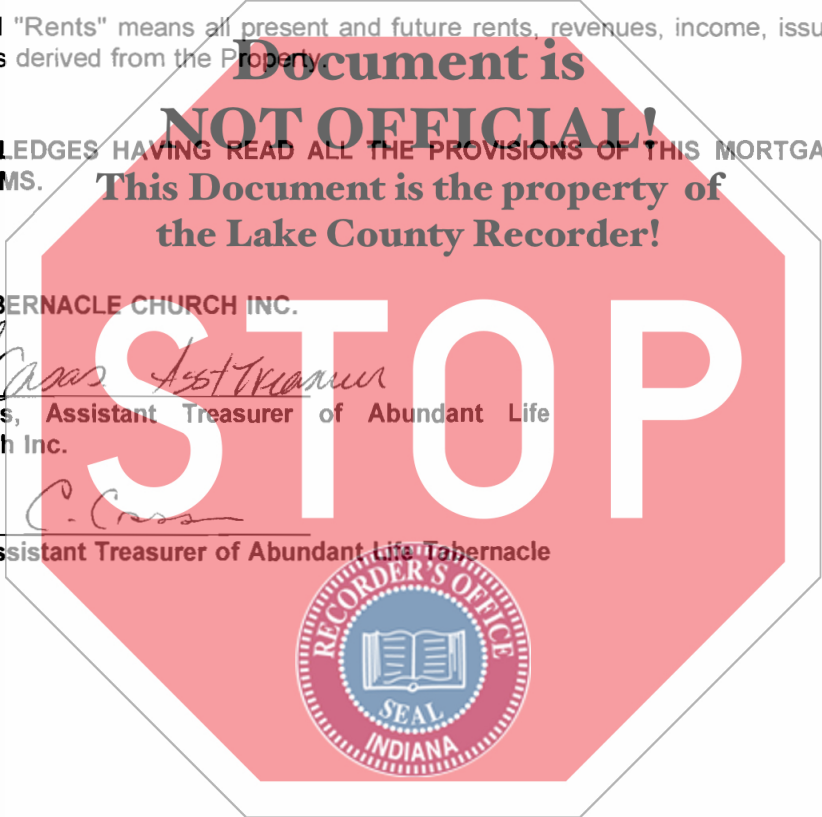 "Rents" means all present and future rents, revenues, income, issu
s derived from the Property.
Document is
NOT OFFICIAL!
LEDGES HAVING READ ALL THE PROVISIONS OF THIS MORTGA
MS.
This Document is the property of
the Lake County Recorder!
BERNACLE CHURCH INC.
STOP
Casas Asst Treasurer
s, Assistant Treasurer of Abundant Life
h Inc.
ssistant Treasurer of Abundant Life Tabernacle
RECORDER'S OFFICE
SEAL
INDIANA